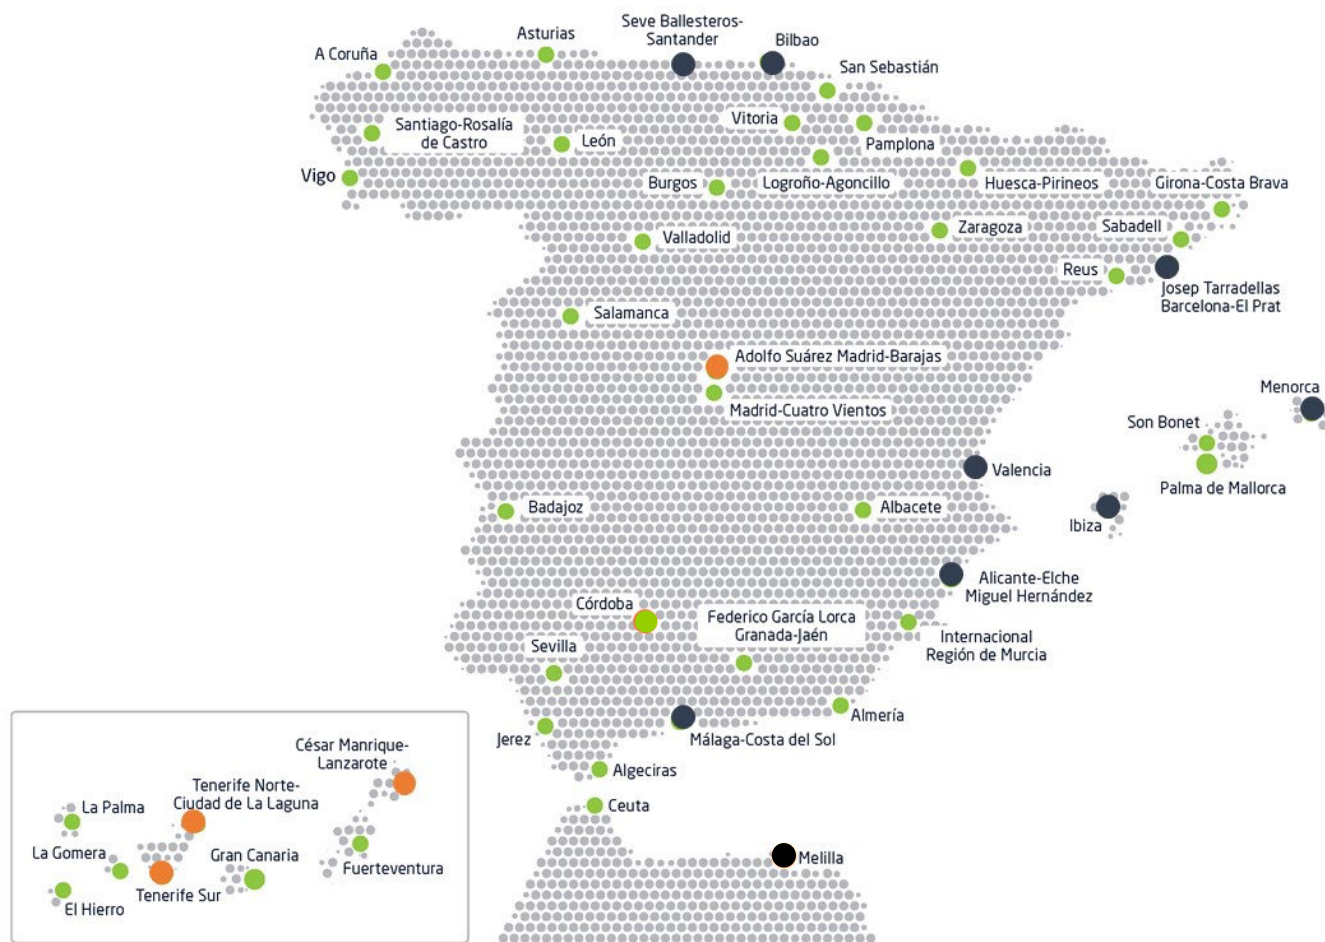 Seve Ballesteros-
Santander
Asturias
Bilbao
A Coruña
San Sebastián
Santiago-Rosalía
de Castro
León
Vitoria
Pamplona
Vigo
Burgos
Logroño-Agoncillo
Huesca-Pirineos
Girona-Costa Brava
Valladolid
Zaragoza
Sabadell
Reus
Josep Tarradellas
Barcelona-El Prat
Salamanca
Adolfo Suárez Madrid-Barajas
Madrid-Cuatro Vientos
Menorca
Son Bonet
Palma de Mallorca
Valencia
Ibiza
Badajoz
Albacete
Alicante-Elche
Miguel Hernández
Córdoba
Federico García Lorca
Granada-Jaén
Internacional
Región de Murcia
Sevilla
Almería
Jerez
Málaga-Costa del Sol
Algeciras
Ceuta
Melilla
César Manrique-
Lanzarote
Tenerife Norte-
Ciudad de La Laguna
La Palma
La Gomera
Gran Canaria
Fuerteventura
Tenerife Sur
El Hierro